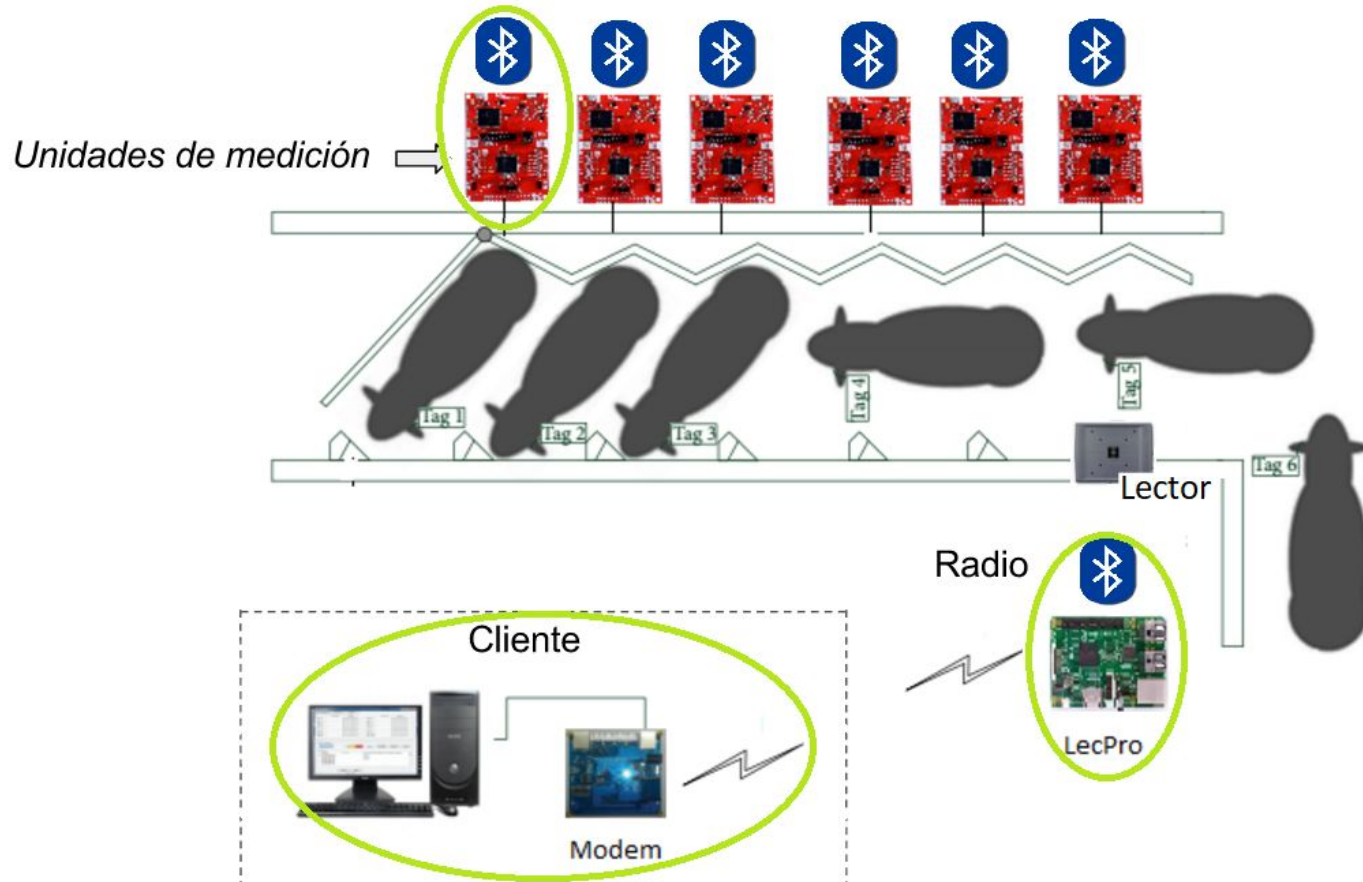 Unidades de medición
Tag 1
Tag 2
Tag 3
Tag 4
Tag 5
Tag 6
Lector
Radio
LecPro
Cliente
Modem